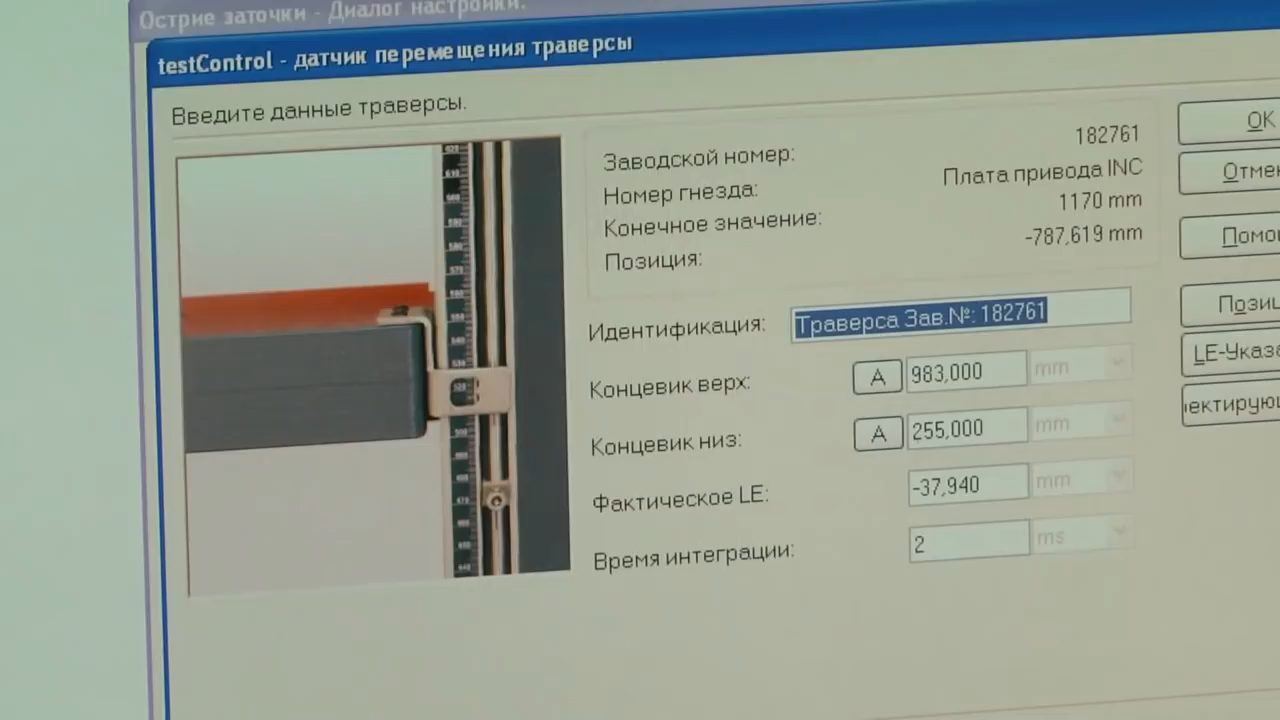 Острие заточки - Диалог настройки.
testControl - датчик перемещения траверсы
Введите данные траверсы.
Заводской номер: 182761
Номер гнезда: Плата привода INC
Конечное значение: 1170 mm
Позиция: -787,619 mm
Идентификация: Траверса Зав.№: 182761
Концевик верх: A 983,000 mm
Концевик низ: A 255,000 mm
Фактическое LE: -37,940 mm
Время интеграции: 2 ms
OK
Отмен
Помо
Позиц
LE-Указа
ектирую